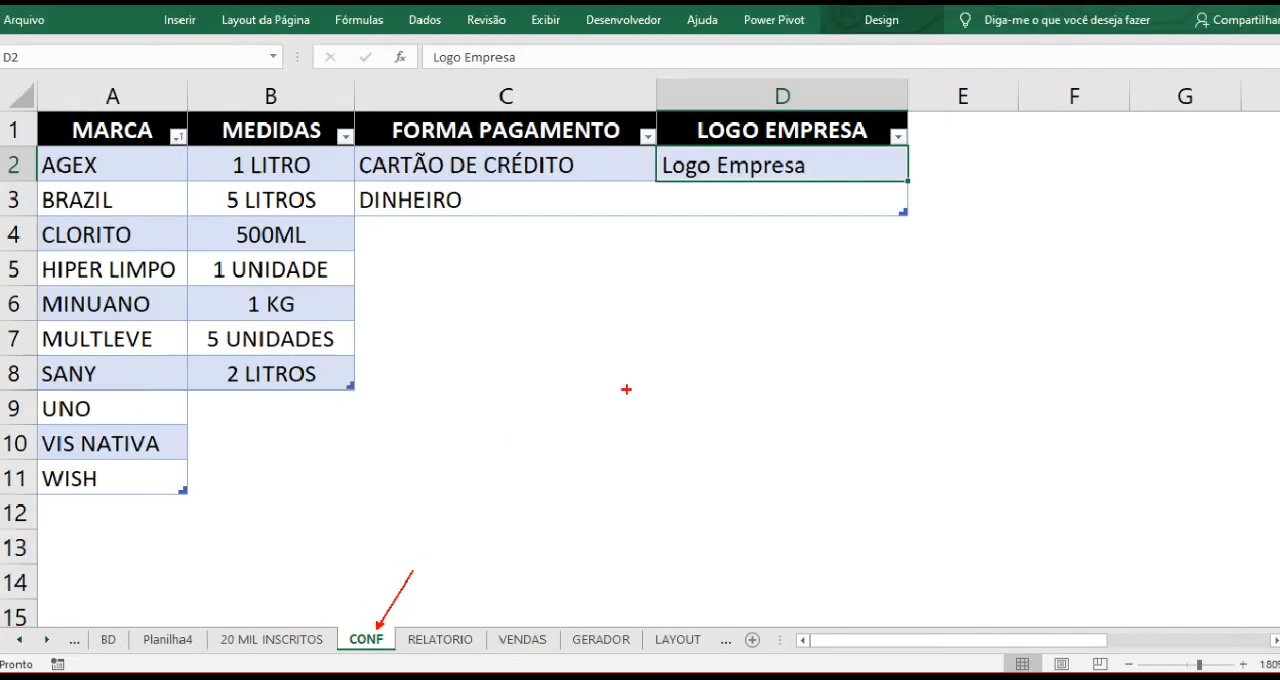 Arquivo Inserir Layout da Página Fórmulas Dados Revisão Exibir Desenvolvedor Ajuda Power Pivot Design Diga-me o que você deseja fazer Compartilhar
D2 fx Logo Empresa
A B C D E F G
1 MARCA MEDIDAS FORMA PAGAMENTO LOGO EMPRESA
2 AGEX 1 LITRO CARTÃO DE CRÉDITO Logo Empresa
3 BRAZIL 5 LITROS DINHEIRO
4 CLORITO 500ML
5 HIPER LIMPO 1 UNIDADE
6 MINUANO 1 KG
7 MULTLEVE 5 UNIDADES
8 SANY 2 LITROS
9 UNO
10 VIS NATIVA
11 WISH
12
13
14
15
... BD Planilha4 20 MIL INSCRITOS CONF RELATORIO VENDAS GERADOR LAYOUT ...
Pronto 180%